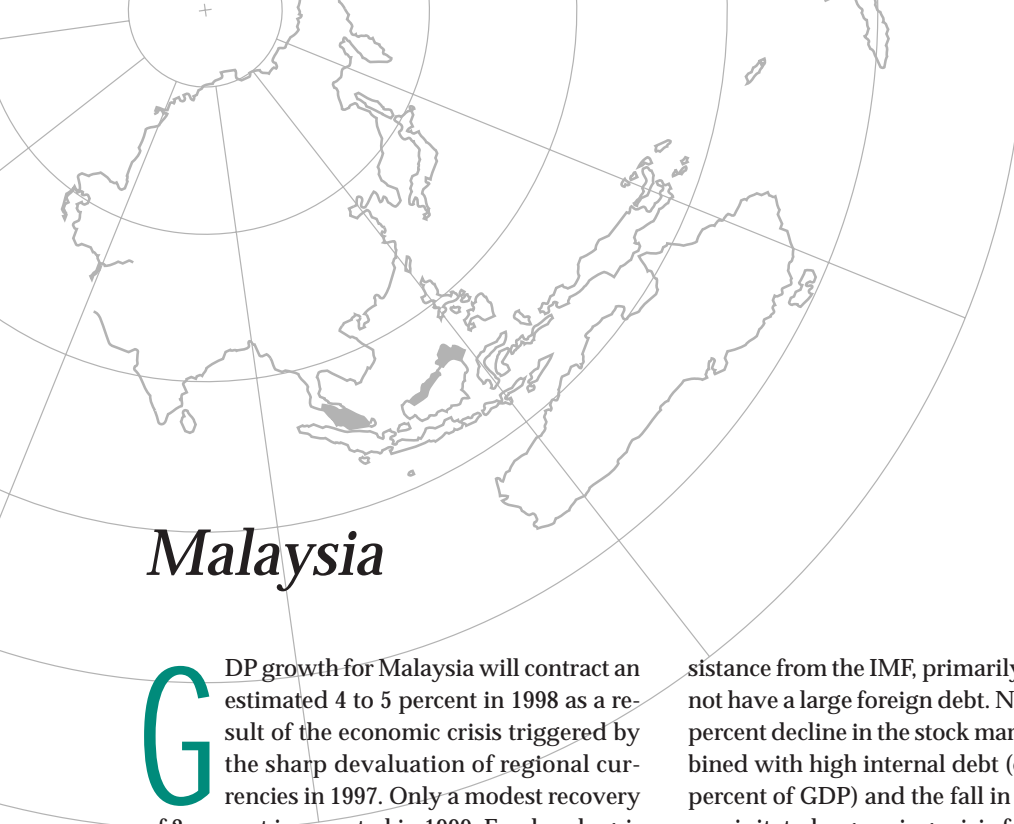 Malaysia
GDP growth for Malaysia will contract an
estimated 4 to 5 percent in 1998 as a re-
sult of the economic crisis triggered by
the sharp devaluation of regional cur-
rencies in 1997. Only a modest recovery
sistance from the IMF, primarily
not have a large foreign debt. N
percent decline in the stock mar
bined with high internal debt (
percent of GDP) and the fall in